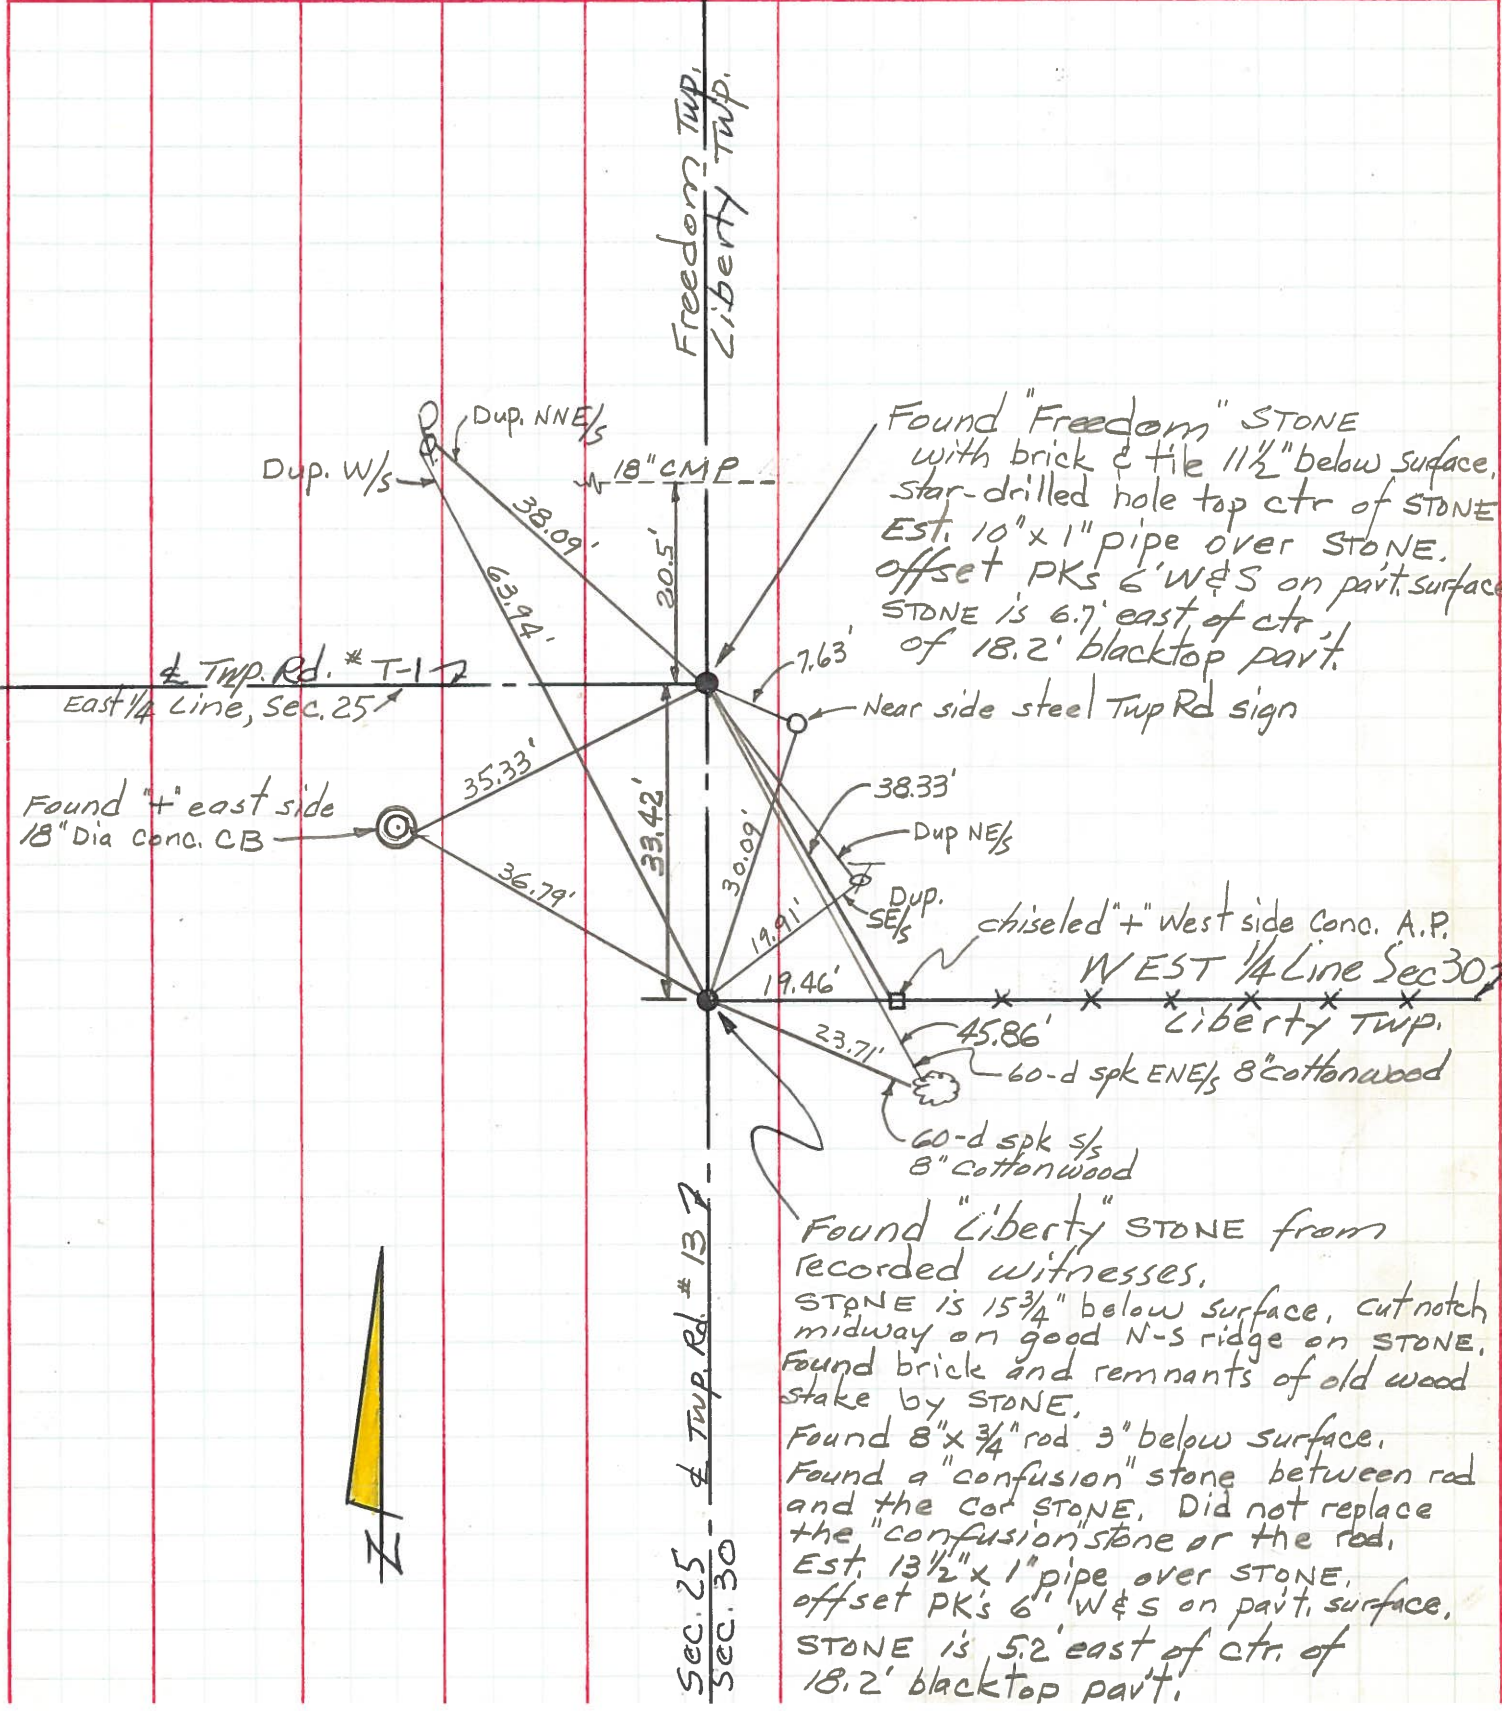 Freedom Twp.
Liberty Twp.
Dup. NNE/s
Dup. W/s
18" CMP
38.09'
63.94'
20.5'
Found "Freedom" STONE
with brick & tile 11½" below surface.
star-drilled hole top ctr of STONE
Est. 10" x 1" pipe over STONE.
offset PKs 6' W&S on pav't. surface
STONE is 6.7' east of ctr.
of 18.2' blacktop pav't.
℄ Twp. Rd. # T-1
East ¼ Line, Sec. 25
7.63'
Near side steel Twp Rd sign
35.33'
Found "+" east side
18" Dia Conc. CB
36.79'
33.42'
30.09'
38.33'
Dup NE/s
Dup.
SE/s
19.91'
19.46'
chiseled "+" West side Conc. A.P.
WEST ¼ Line Sec 30
Liberty Twp.
23.71'
45.86'
60-d spk ENE/s 8" cottonwood
60-d spk s/s
8" cottonwood
Found "Liberty" STONE from
recorded witnesses.
STONE is 15¾" below surface. cut notch
midway on good N-S ridge on STONE.
Found brick and remnants of old wood
stake by STONE.
Found 8" x ¾" rod 3" below surface.
Found a "confusion" stone between rod
and the cor STONE. Did not replace
the "confusion" stone or the rod.
Est. 13½" x 1" pipe over STONE.
offset PK's 6" W & S on pav't. surface.
STONE is 5.2' east of ctr. of
18.2' blacktop pav't.
℄ Twp. Rd. # 13
Sec. 25
Sec. 30
N